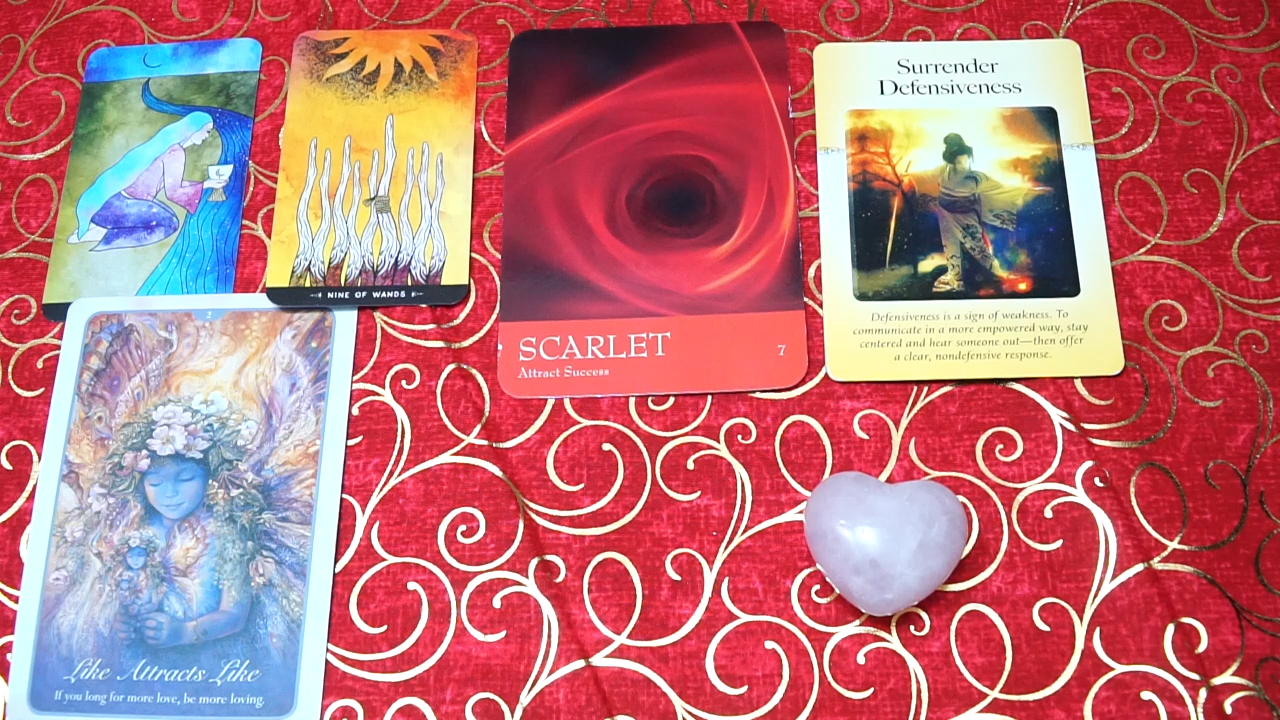 NINE OF WANDS
SCARLET
7
Attract Success
Surrender
Defensiveness
Defensiveness is a sign of weakness. To
communicate in a more empowered way, stay
centered and hear someone out—then offer
a clear, nondefensive response.
2
Like Attracts Like
If you long for more love, be more loving.